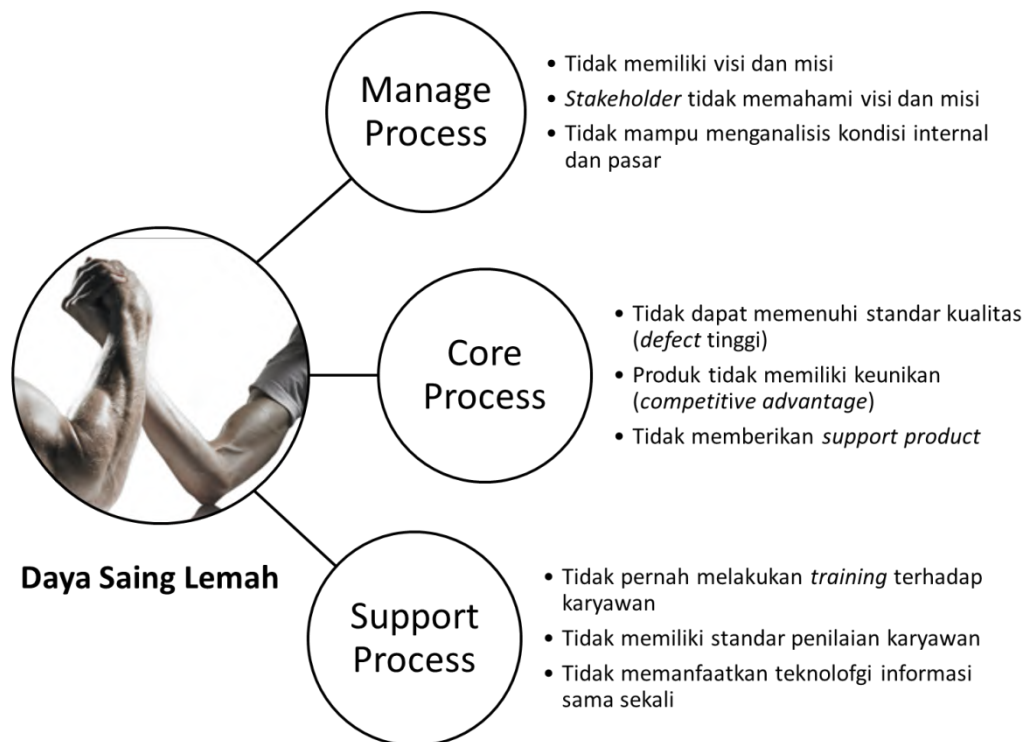 Manage
Process
• Tidak memiliki visi dan misi
• Stakeholder tidak memahami visi dan misi
• Tidak mampu menganalisis kondisi internal
dan pasar
Core
Process
• Tidak dapat memenuhi standar kualitas
(defect tinggi)
• Produk tidak memiliki keunikan
(competitive advantage)
• Tidak memberikan support product
Daya Saing Lemah
Support
Process
• Tidak pernah melakukan training terhadap
karyawan
• Tidak memiliki standar penilaian karyawan
• Tidak memanfaatkan teknolofgi informasi
sama sekali